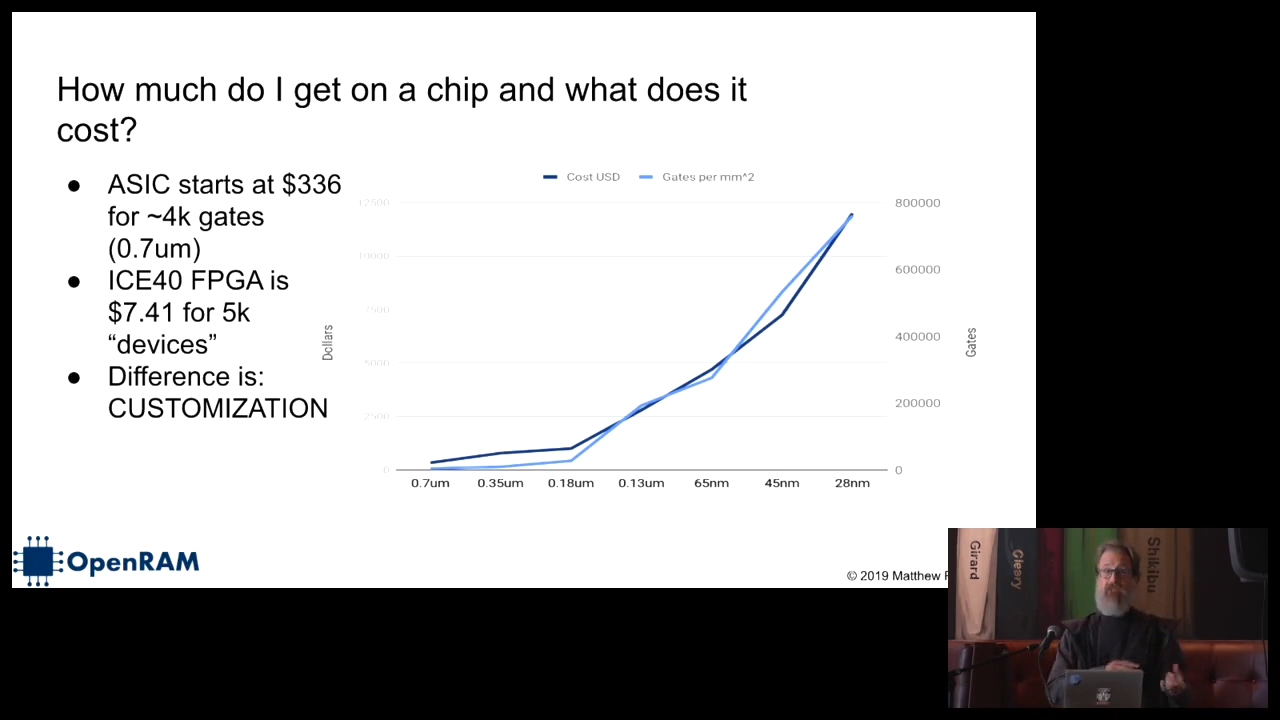 How much do I get on a chip and what does it
cost?
● ASIC starts at $336
for ~4k gates
(0.7um)
● ICE40 FPGA is
$7.41 for 5k
“devices”
● Difference is:
CUSTOMIZATION
Cost USD
Gates per mm^2
12500
10000
7500
5000
2500
0
Dollars
800000
600000
400000
200000
0
Gates
0.7um 0.35um 0.18um 0.13um 65nm 45nm 28nm
OpenRAM
© 2019 Matthew
Girard
Cleary
Shikibu